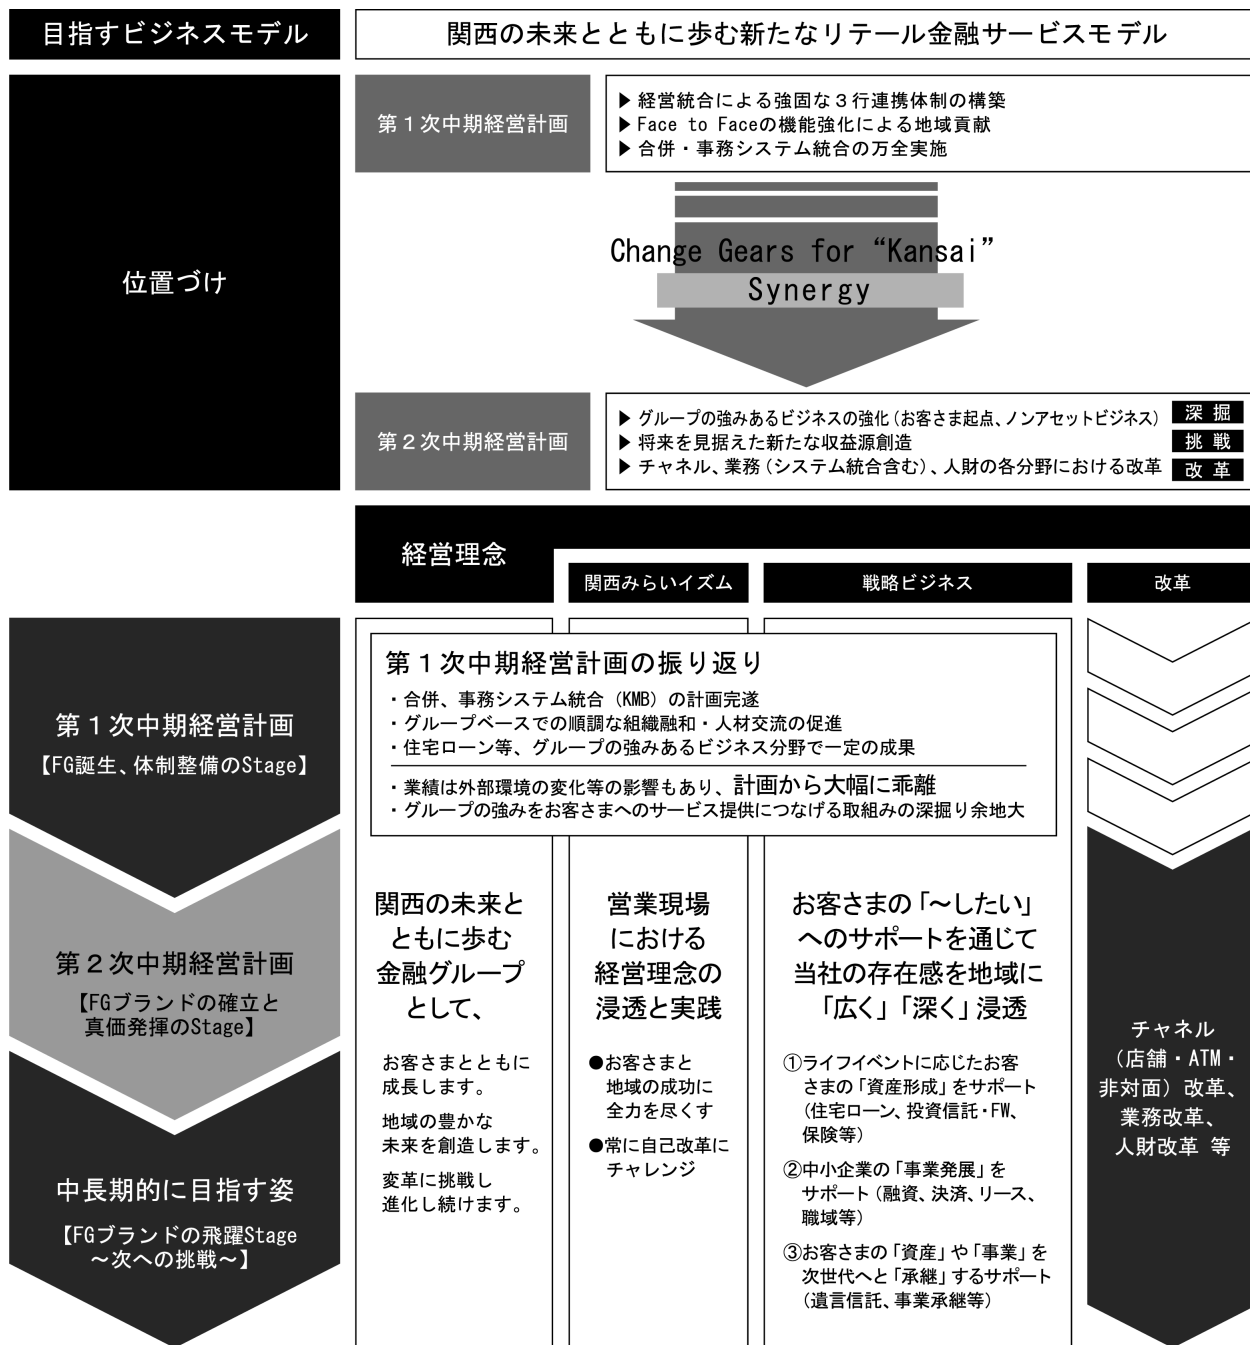 目指すビジネスモデル
関西の未来とともに歩む新たなリテール金融サービスモデル
位置づけ
第1次中期経営計画
▶ 経営統合による強固な3行連携体制の構築
▶ Face to Faceの機能強化による地域貢献
▶ 合併・事務システム統合の万全実施
Change Gears for “Kansai”
Synergy
第2次中期経営計画
▶ グループの強みあるビジネスの強化(お客さま起点、ノンアセットビジネス) 深掘
▶ 将来を見据えた新たな収益源創造 挑戦
▶ チャネル、業務(システム統合含む)、人財の各分野における改革 改革
経営理念
関西みらいイズム
戦略ビジネス
改革
第1次中期経営計画
【FG誕生、体制整備のStage】
第1次中期経営計画の振り返り
・合併、事務システム統合(KMB)の計画完遂
・グループベースでの順調な組織融和・人材交流の促進
・住宅ローン等、グループの強みあるビジネス分野で一定の成果
・業績は外部環境の変化等の影響もあり、計画から大幅に乖離
・グループの強みをお客さまへのサービス提供につなげる取組みの深掘り余地大
第2次中期経営計画
【FGブランドの確立と
真価発揮のStage】
中長期的に目指す姿
【FGブランドの飛躍Stage
～次への挑戦～】
関西の未来と
ともに歩む
金融グループ
として、
お客さまとともに
成長します。
地域の豊かな
未来を創造します。
変革に挑戦し
進化し続けます。
営業現場
における
経営理念の
浸透と実践
●お客さまと
地域の成功に
全力を尽くす
●常に自己改革に
チャレンジ
お客さまの「～したい」
へのサポートを通じて
当社の存在感を地域に
「広く」「深く」浸透
①ライフイベントに応じたお客
さまの「資産形成」をサポート
(住宅ローン、投資信託・FW、
保険等)
②中小企業の「事業発展」を
サポート(融資、決済、リース、
職域等)
③お客さまの「資産」や「事業」を
次世代へと「承継」するサポート
(遺言信託、事業承継等)
チャネル
(店舗・ATM・
非対面)改革、
業務改革、
人財改革 等